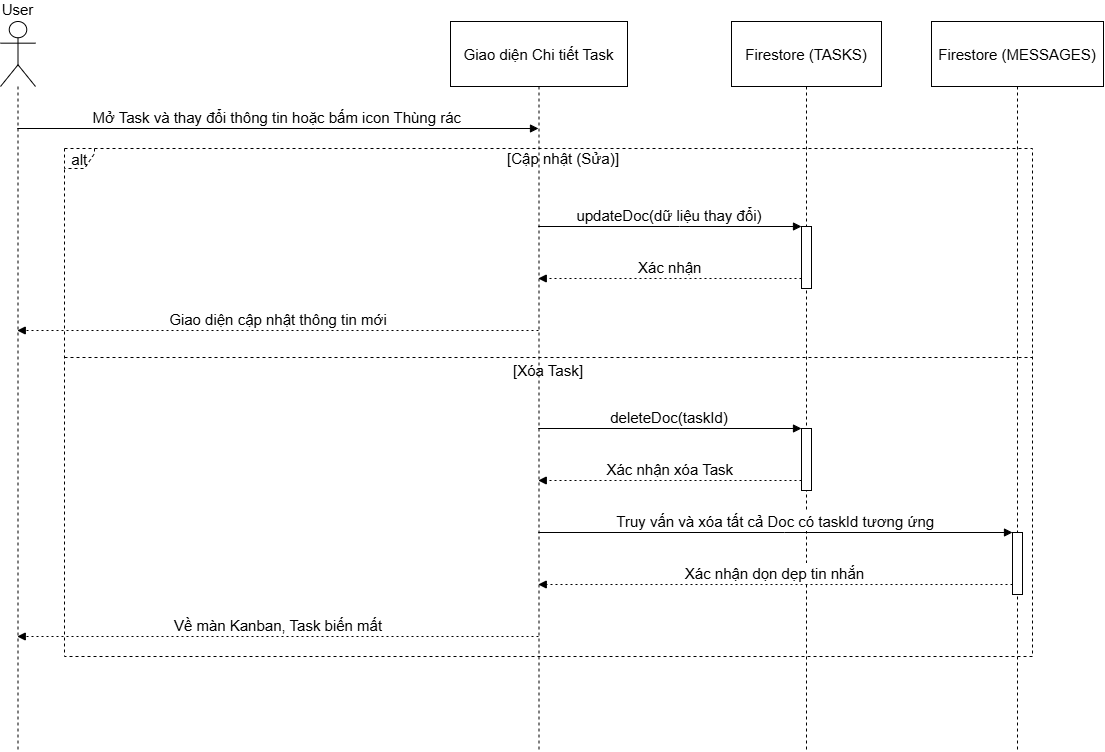 User
Giao diện Chi tiết Task
Firestore (TASKS)
Firestore (MESSAGES)
Mở Task và thay đổi thông tin hoặc bấm icon Thùng rác
alt
[Cập nhật (Sửa)]
updateDoc(dữ liệu thay đổi)
Xác nhận
Giao diện cập nhật thông tin mới
[Xóa Task]
deleteDoc(taskId)
Xác nhận xóa Task
Truy vấn và xóa tất cả Doc có taskId tương ứng
Xác nhận dọn dẹp tin nhắn
Về màn Kanban, Task biến mất